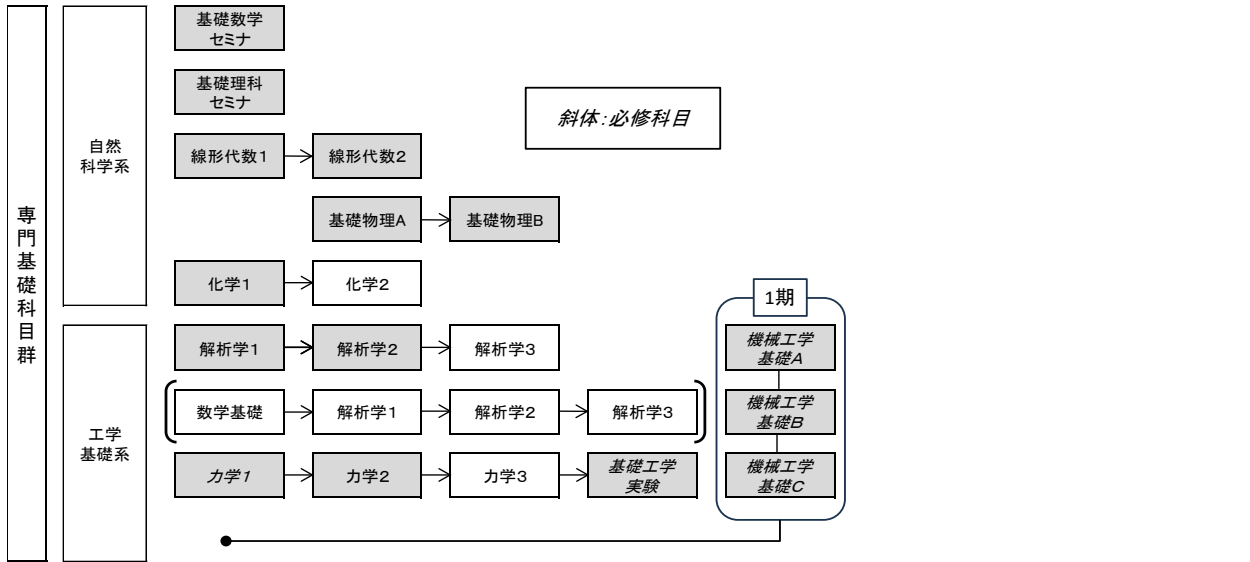 専門基礎科目群
自然
科学系
基礎数学
セミナ
基礎理科
セミナ
斜体：必修科目
線形代数1
線形代数2
基礎物理A
基礎物理B
化学1
化学2
1期
解析学1
解析学2
解析学3
機械工学
基礎A
工学
基礎系
数学基礎
解析学1
解析学2
解析学3
機械工学
基礎B
力学1
力学2
力学3
基礎工学
実験
機械工学
基礎C